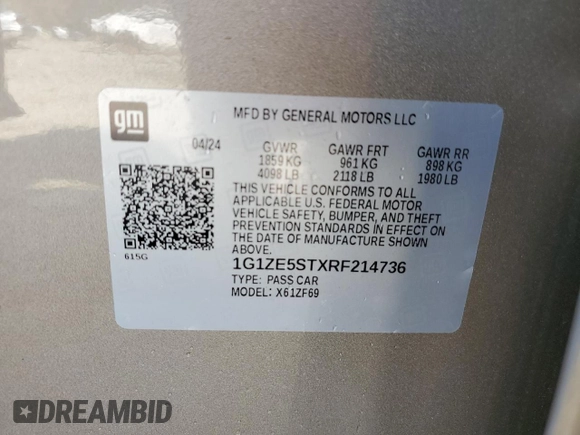 gm
MFD BY GENERAL MOTORS LLC
04/24 GVWR GAWR FRT GAWR RR
1859 KG 961 KG 898 KG
4098 LB 2118 LB 1980 LB
THIS VEHICLE CONFORMS TO ALL
APPLICABLE U.S. FEDERAL MOTOR
VEHICLE SAFETY, BUMPER, AND THEFT
PREVENTION STANDARDS IN EFFECT ON
THE DATE OF MANUFACTURE SHOWN
ABOVE.
615G
1G1ZE5STXRF214736
TYPE: PASS CAR
MODEL: X61ZF69
DREAMBID